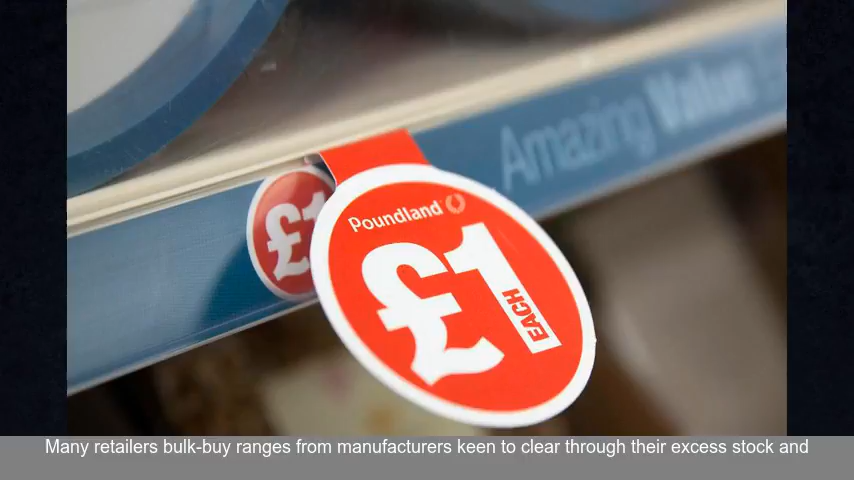 Amazing Value
£1
Poundland
£1
EACH
Many retailers bulk-buy ranges from manufacturers keen to clear through their excess stock and